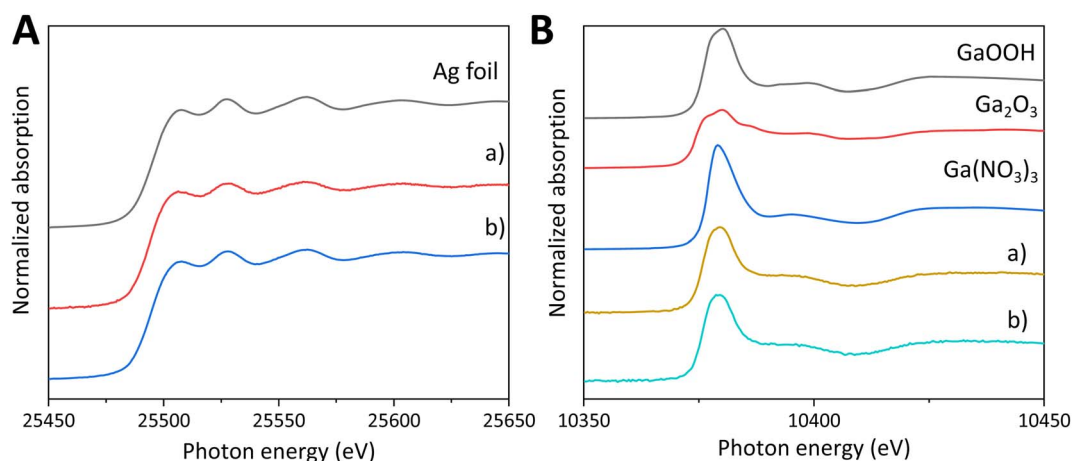 A
Normalized absorption
Ag foil
a)
b)
25450
25500
25550
25600
25650
Photon energy (eV)
B
Normalized absorption
GaOOH
Ga₂O₃
Ga(NO₃)₃
a)
b)
10350
10400
10450
Photon energy (eV)